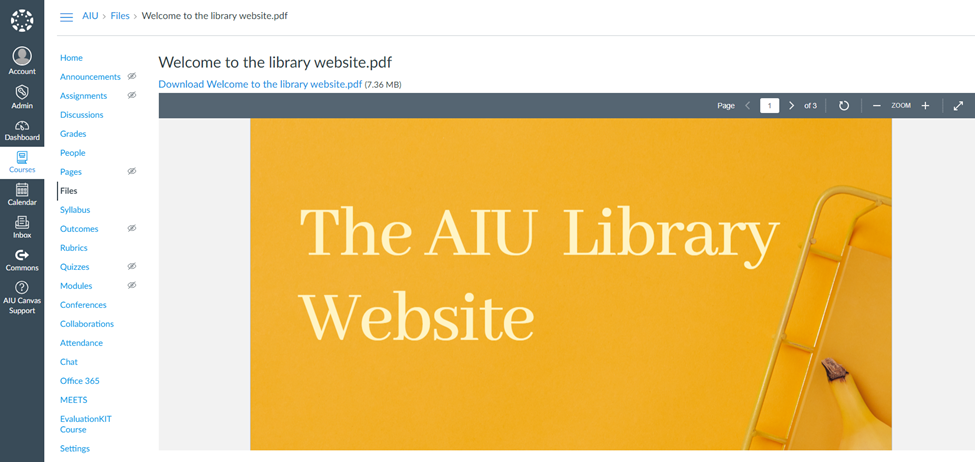 AIU › Files › Welcome to the library website.pdf
Account
Admin
Dashboard
Courses
Calendar
Inbox
Commons
AIU Canvas
Support
Home
Announcements
Assignments
Discussions
Grades
People
Pages
Files
Syllabus
Outcomes
Rubrics
Quizzes
Modules
Conferences
Collaborations
Attendance
Chat
Office 365
MEETS
EvaluationKIT
Course
Settings
Welcome to the library website.pdf
Download Welcome to the library website.pdf (7.36 MB)
Page 1 of 3 ZOOM
The AIU Library
Website